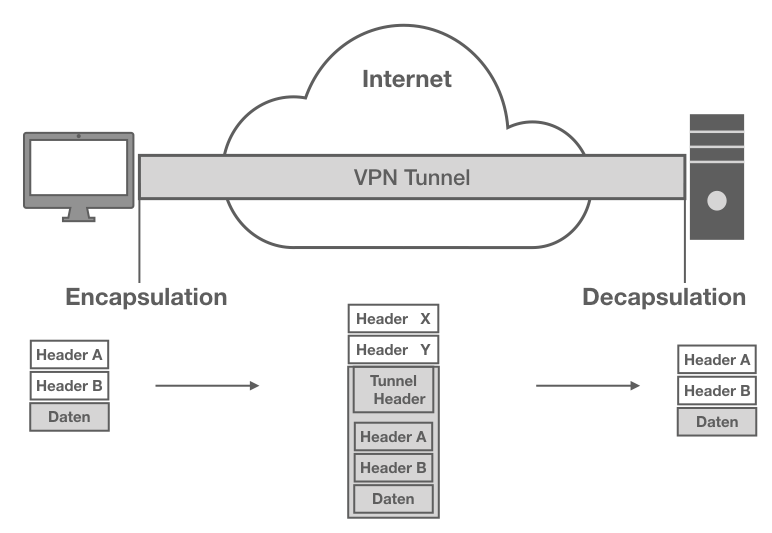 Internet
VPN Tunnel
Encapsulation
Decapsulation
Header A
Header B
Daten
Header X
Header Y
Tunnel
Header
Header A
Header B
Daten
Header A
Header B
Daten